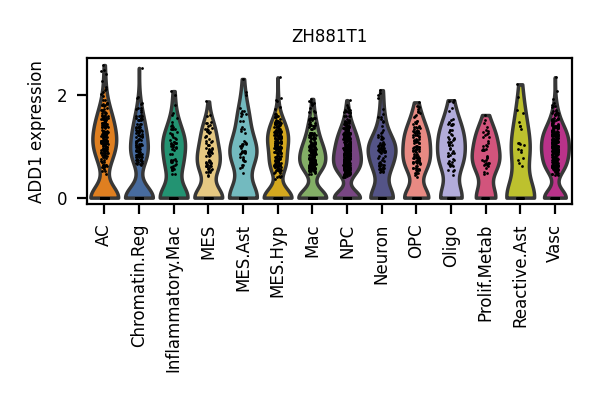 ZH881T1
ADD1 expression
2
0
AC
Chromatin.Reg
Inflammatory.Mac
MES
MES.Ast
MES.Hyp
Mac
NPC
Neuron
OPC
Oligo
Prolif.Metab
Reactive.Ast
Vasc